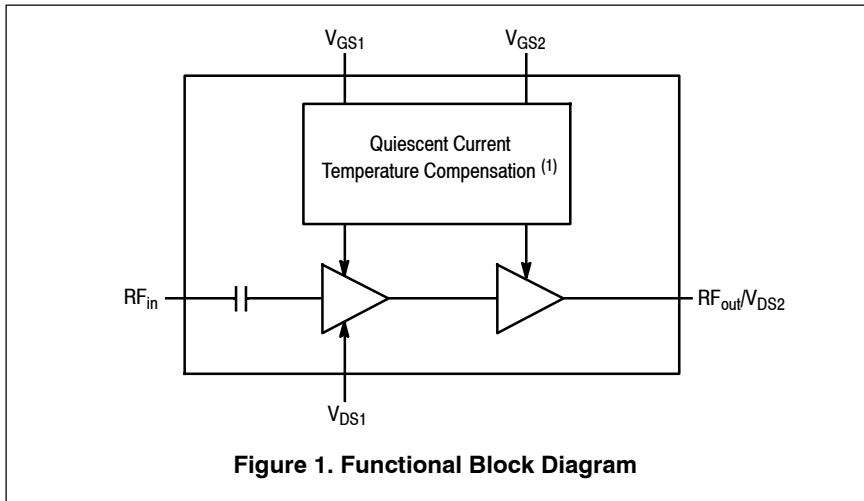 VGS1 VGS2
Quiescent Current
Temperature Compensation (1)
RFin RFout/VDS2
VDS1
Figure 1. Functional Block Diagram